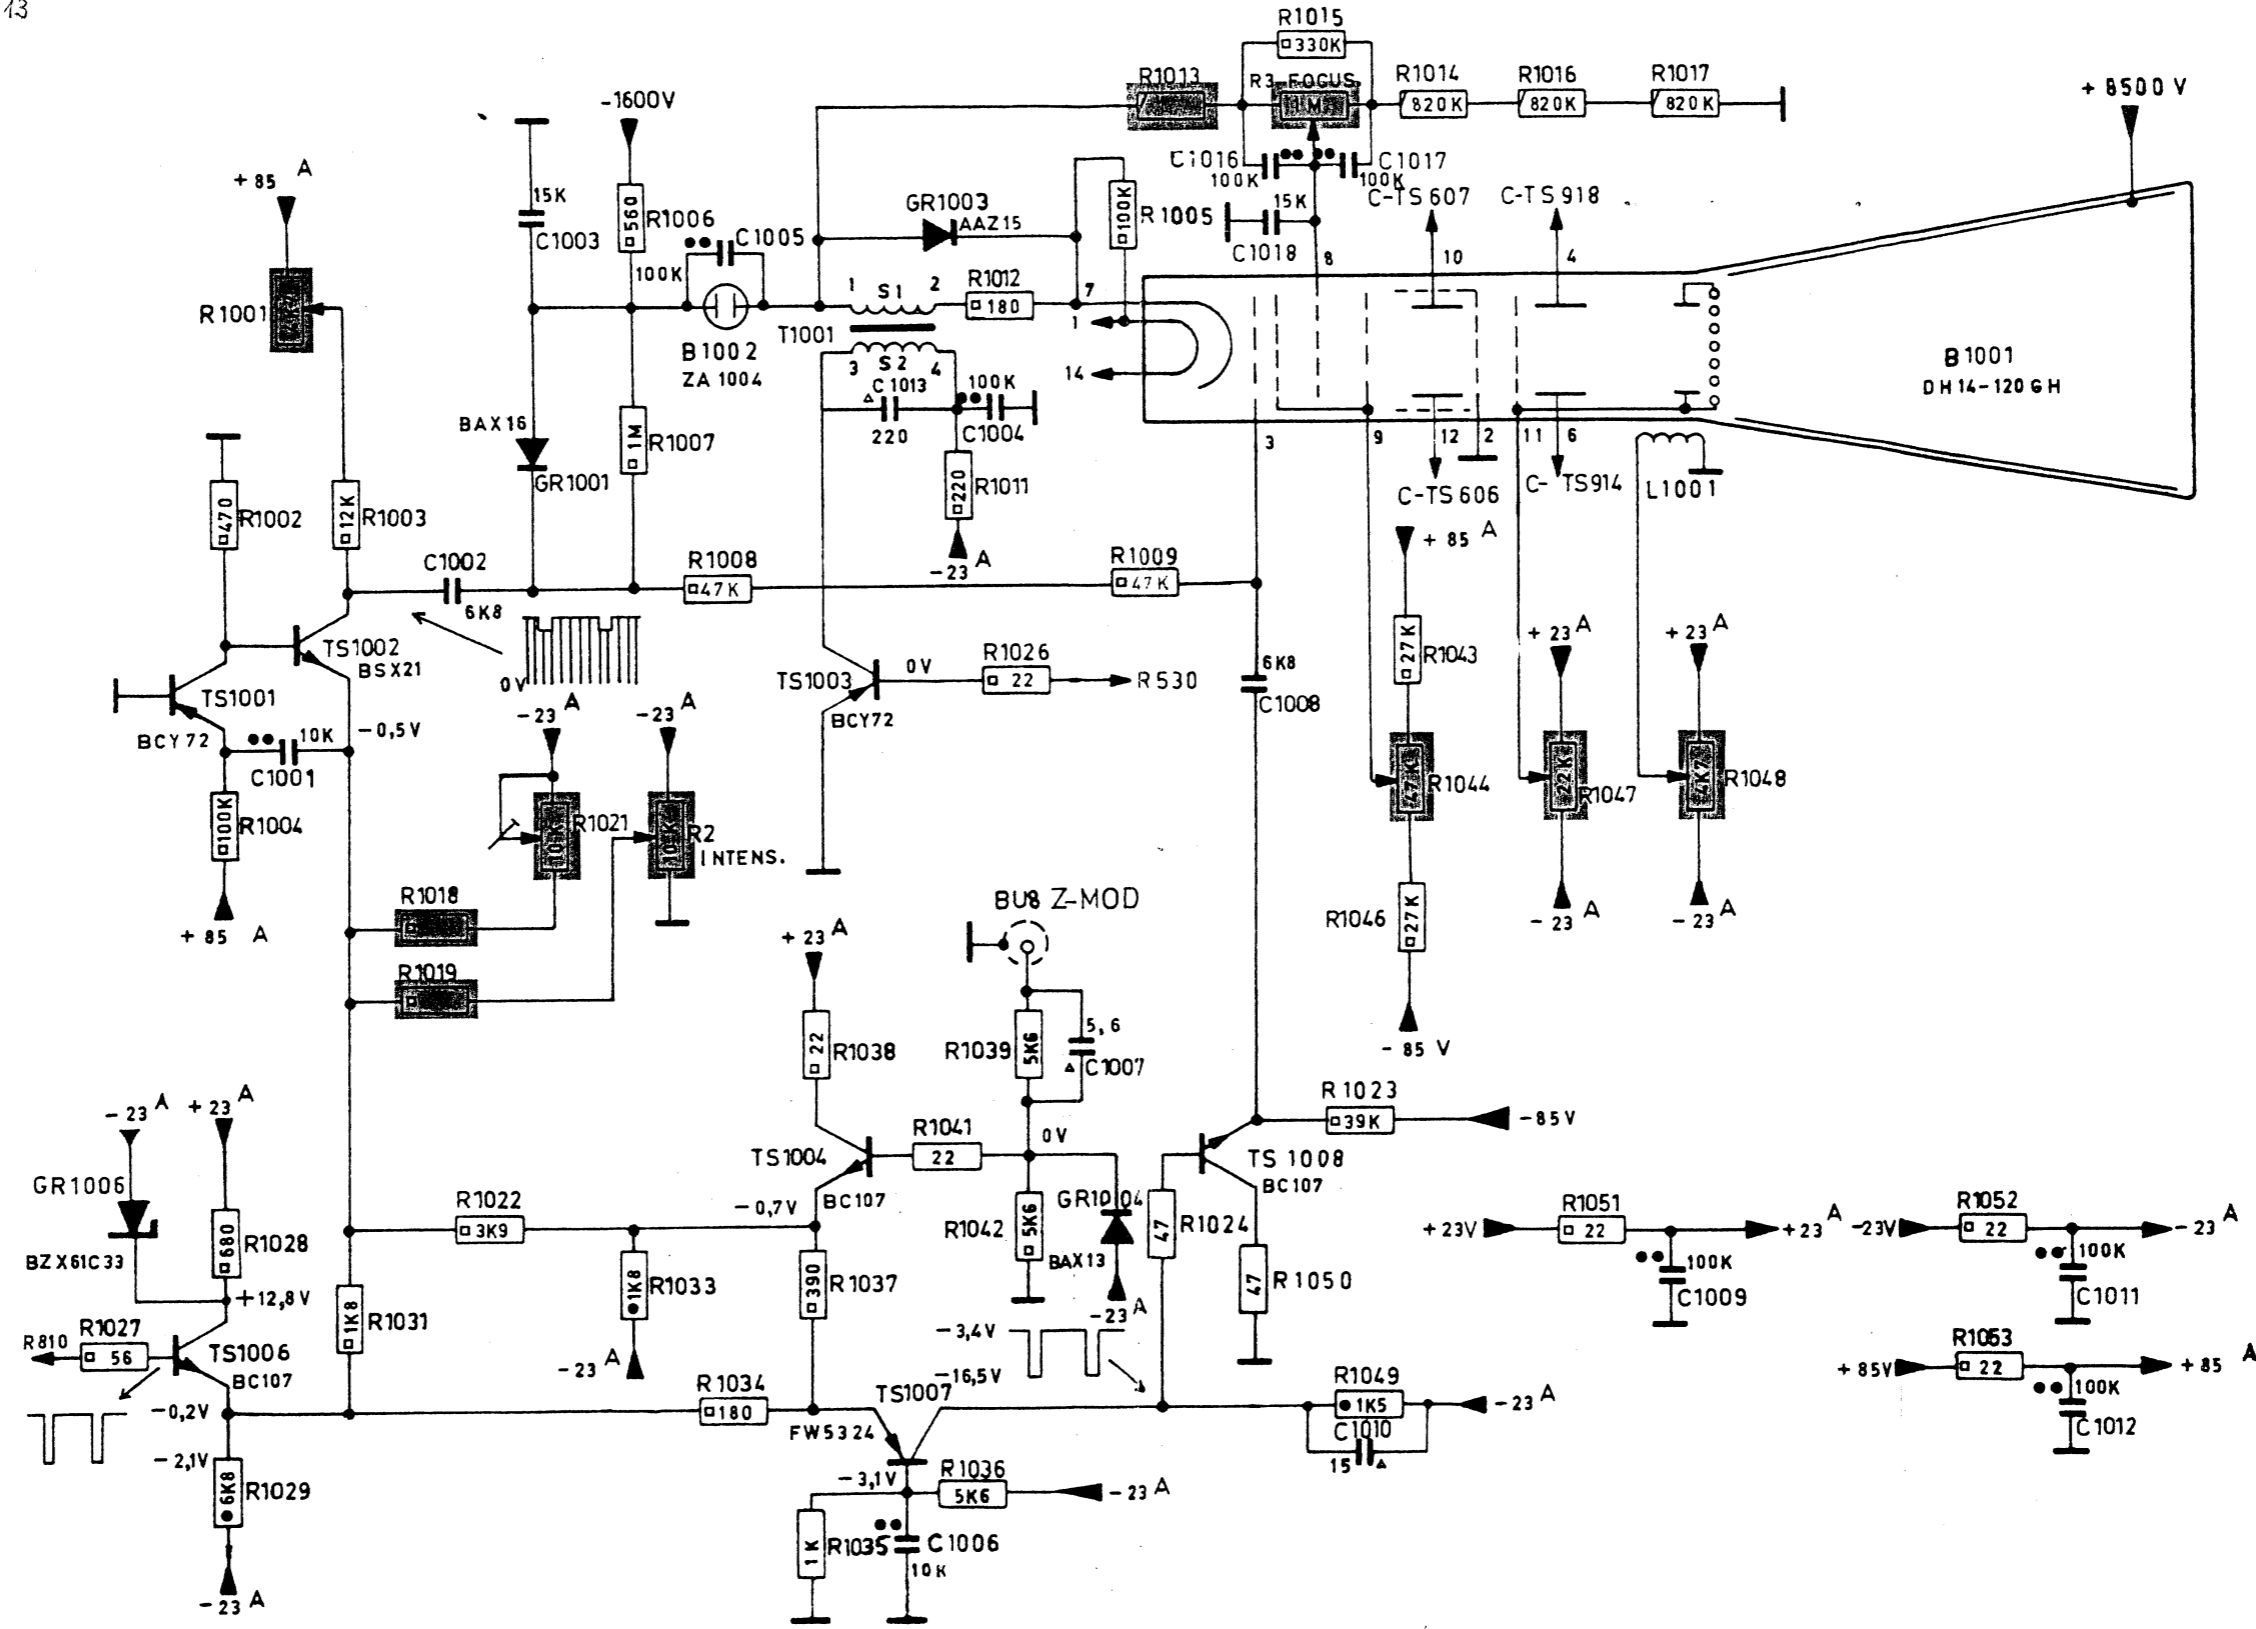 13
R1015
330K
R1013
R3 FOCUS.
1M
R1014
820K
R1016
820K
R1017
820K
+ 8500 V
-1600V
+ 85 A
15K
C1003
560
R1006
C1005
100K
GR1003
AAZ15
100K
R1005
C1016
100K
C1017
100K
15K
C1018
C-TS607
C-TS918
8
10
4
R1001
1
S1
2
R1012
180
7
1
T1001
B1002
ZA 1004
3
S2
4
C1013
220
100K
C1004
14
B1001
DH14-120GH
BAX16
GR1001
1M
R1007
220
R1011
-23 A
3
9
12
2
11
6
C-TS606
C- TS914
L1001
470
R1002
12K
R1003
C1002
6K8
R1008
47K
R1009
47K
+ 85 A
TS1002
BSX21
0V
TS1003
BCY72
0V
R1026
22
R530
6K8
C1008
27K
R1043
+ 23 A
+ 23 A
TS1001
BCY72
10K
C1001
-0,5V
-23 A
-23 A
47K
R1044
22K
R1047
4K7
R1048
100K
R1004
+ 85 A
10K
R1021
10K
R2
INTENS.
R1018
R1019
BU8 Z-MOD
R1046
27K
-23 A
-23 A
- 85 V
+ 23 A
22
R1038
R1039
5K6
5,6
C1007
R1023
39K
-85V
-23 A
+ 23 A
GR1006
BZX61C33
680
R1028
+12,8V
R1022
3K9
-0,7V
TS1004
BC107
R1041
22
0V
R1042
5K6
GR1004
BAX13
-23 A
47
R1024
TS 1008
BC107
47
R1050
R1051
+23V
22
+23 A
100K
C1009
R1052
-23V
22
-23 A
100K
C1011
R1053
+85V
22
+85 A
100K
C1012
R810
R1027
56
TS1006
BC107
1K8
R1031
1K8
R1033
-23 A
390
R1037
-3,4V
-16,5V
-0,2V
-2,1V
6K8
R1029
-23 A
R1034
180
TS1007
FW5324
R1049
1K5
C1010
15
-23 A
-3,1V
R1036
5K6
-23 A
1K
R1035
C1006
10K